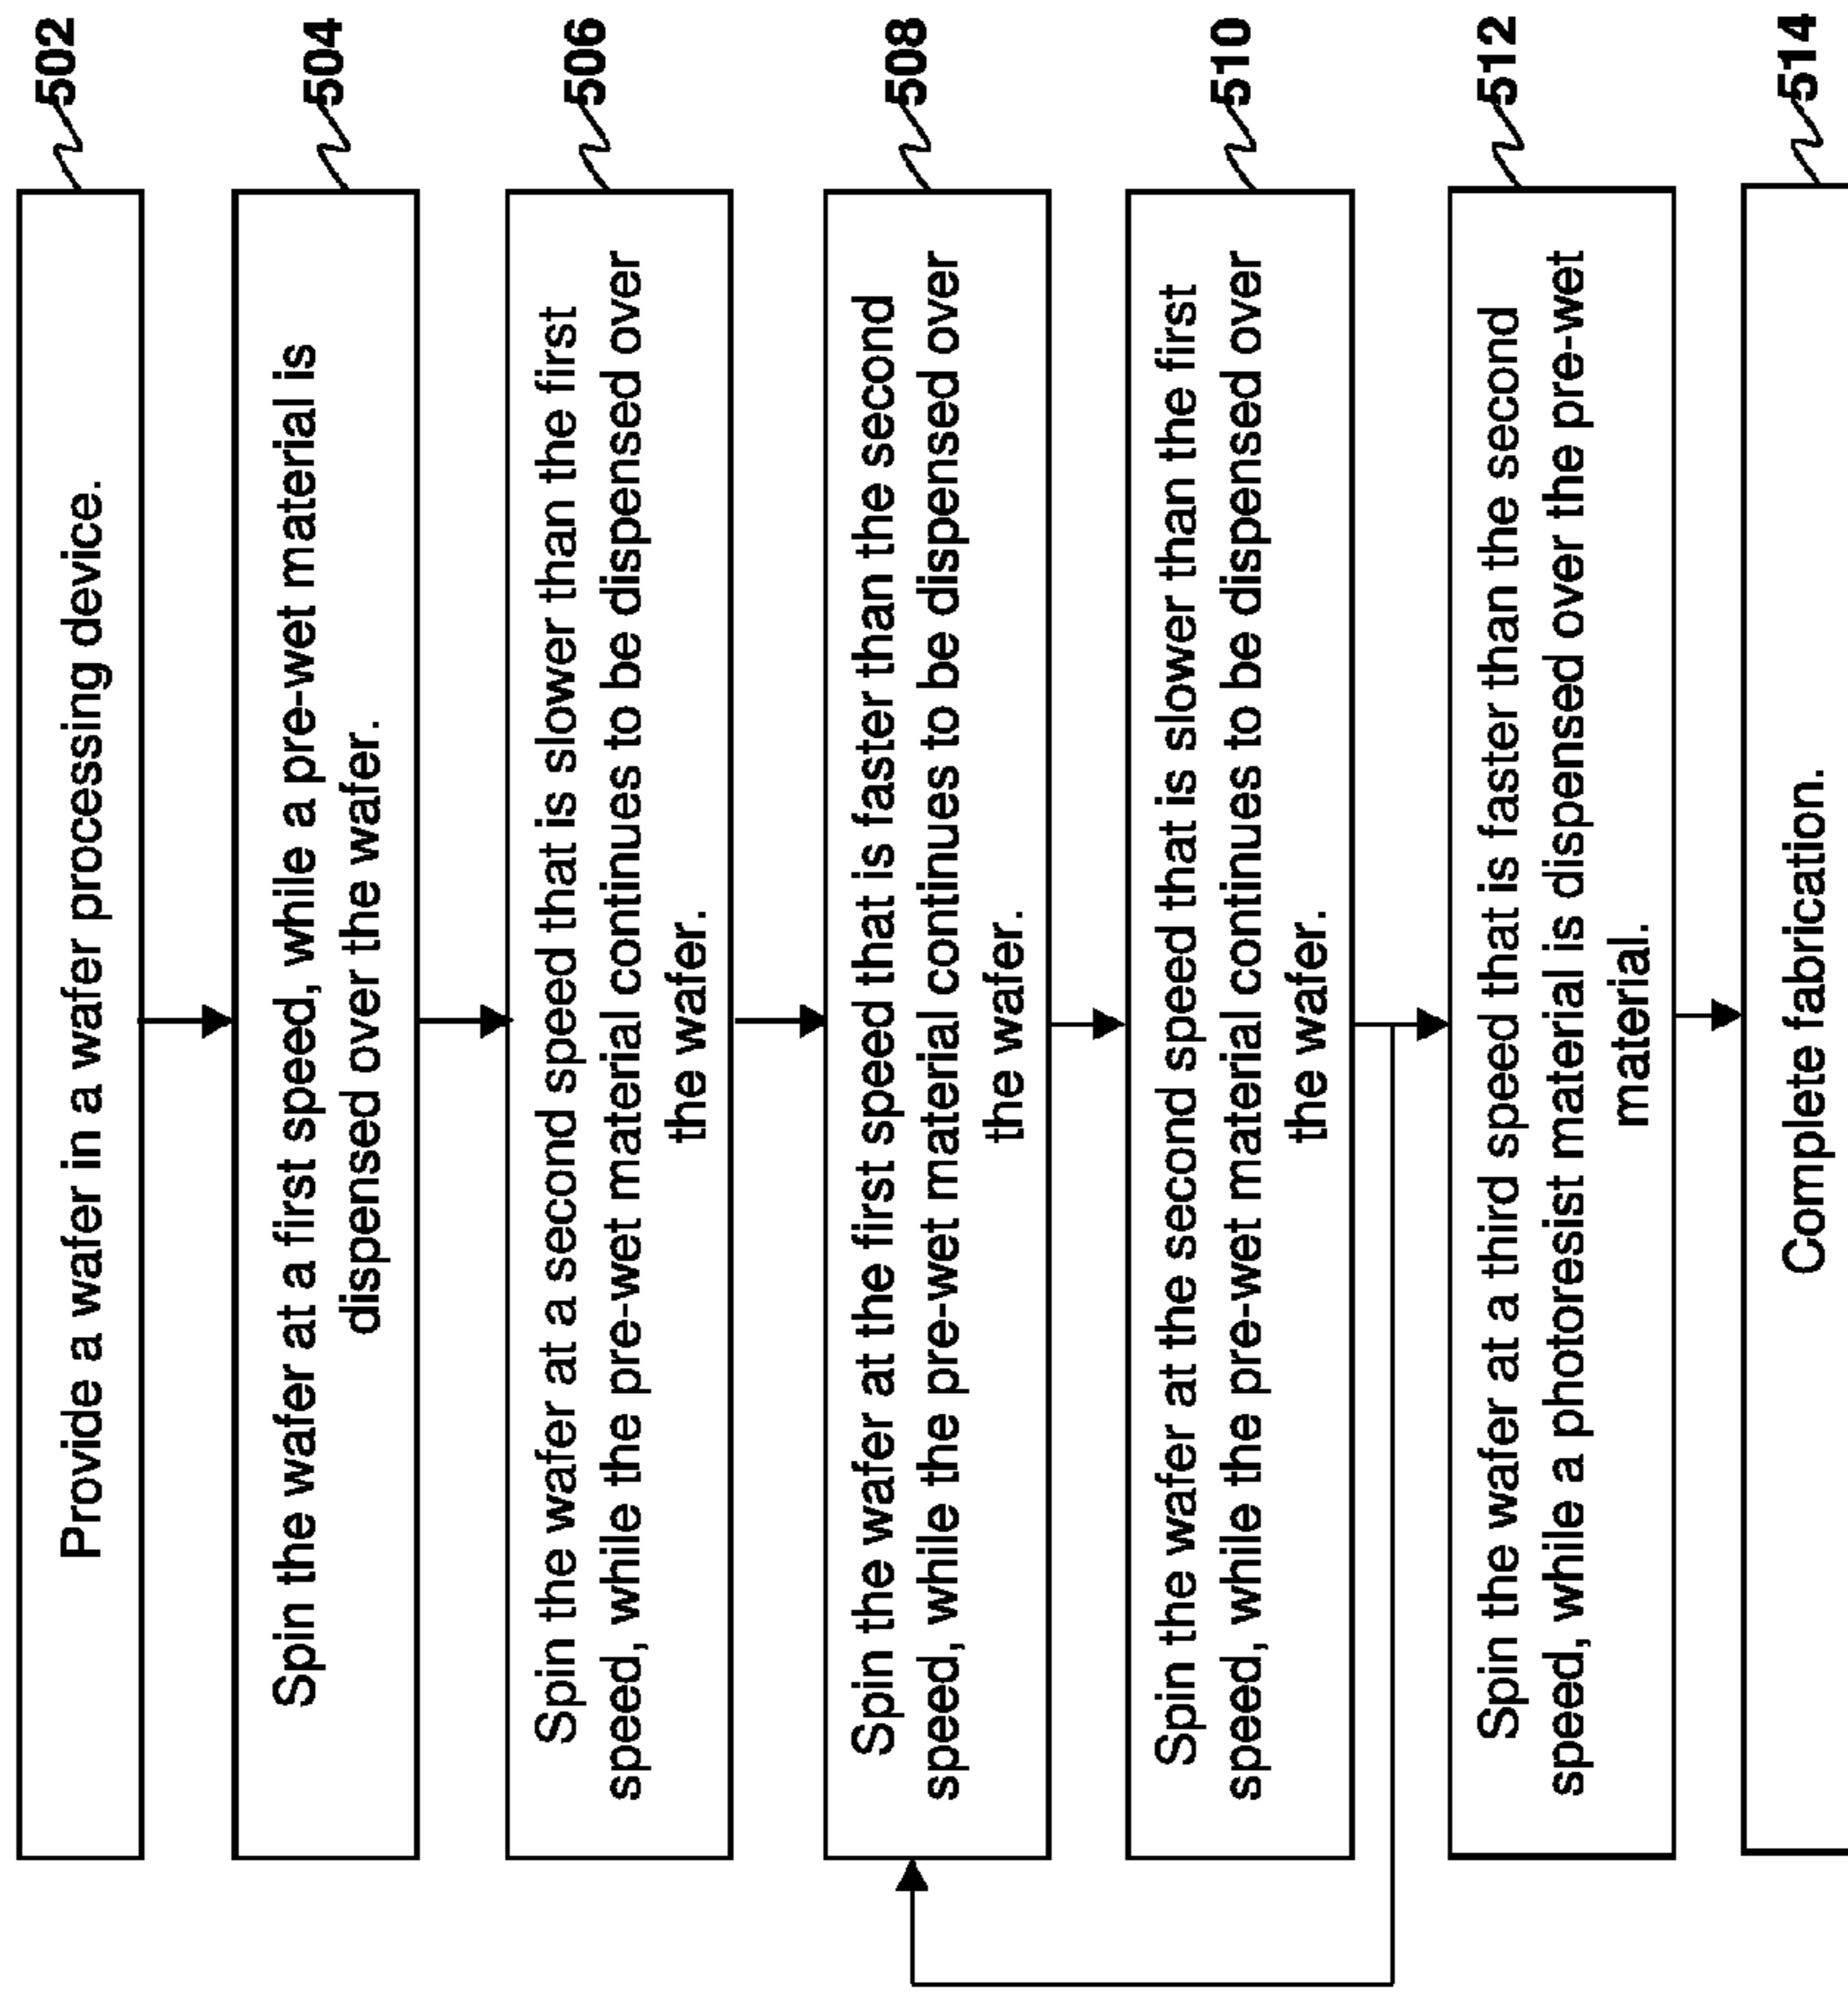 Provide a wafer in a wafer processing device.
502
Spin the wafer at a first speed, while a pre-wet material is
dispensed over the wafer.
504
Spin the wafer at a second speed that is slower than the first
speed, while the pre-wet material continues to be dispensed over
the wafer.
506
Spin the wafer at the first speed that is faster than the second
speed, while the pre-wet material continues to be dispensed over
the wafer.
508
Spin the wafer at the second speed that is slower than the first
speed, while the pre-wet material continues to be dispensed over
the wafer.
510
Spin the wafer at a third speed that is faster than the second
speed, while a photoresist material is dispensed over the pre-wet
material.
512
Complete fabrication.
514